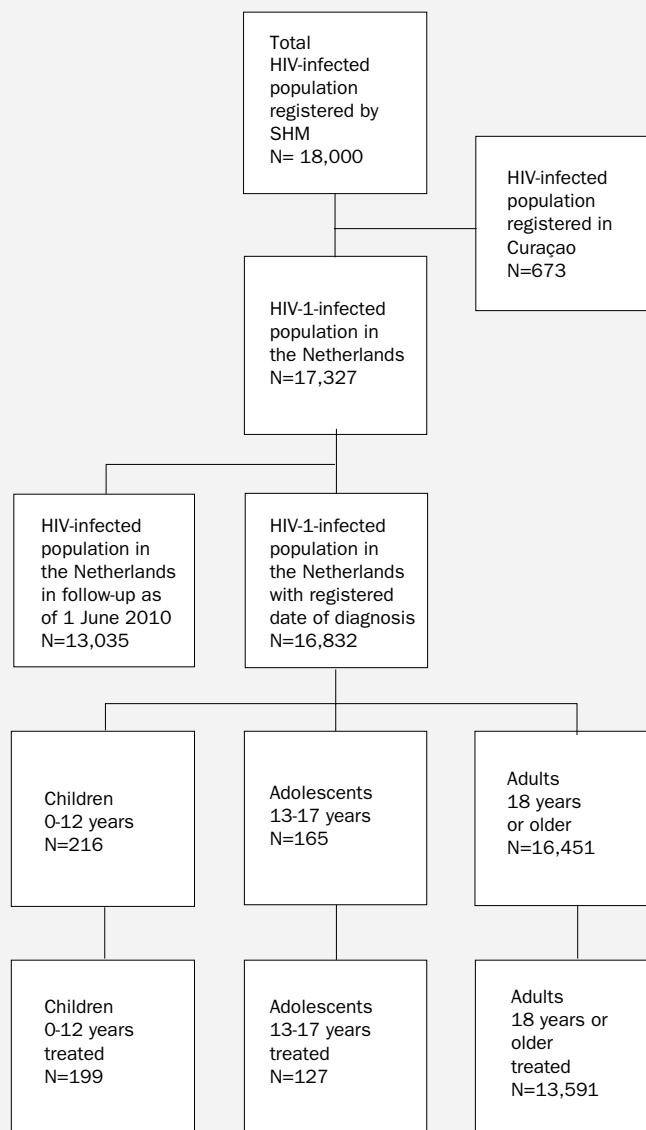 Total
HIV-infected
population
registered by
SHM
N= 18,000
HIV-infected
population
registered in
Curaçao
N=673
HIV-1-infected
population in
the Netherlands
N=17,327
HIV-infected
population in
the Netherlands
in follow-up as
of 1 June 2010
N=13,035
HIV-1-infected
population in
the Netherlands
with registered
date of diagnosis
N=16,832
Children
0-12 years
N=216
Adolescents
13-17 years
N=165
Adults
18 years
or older
N=16,451
Children
0-12 years
treated
N=199
Adolescents
13-17 years
treated
N=127
Adults
18 years or
older
treated
N=13,591